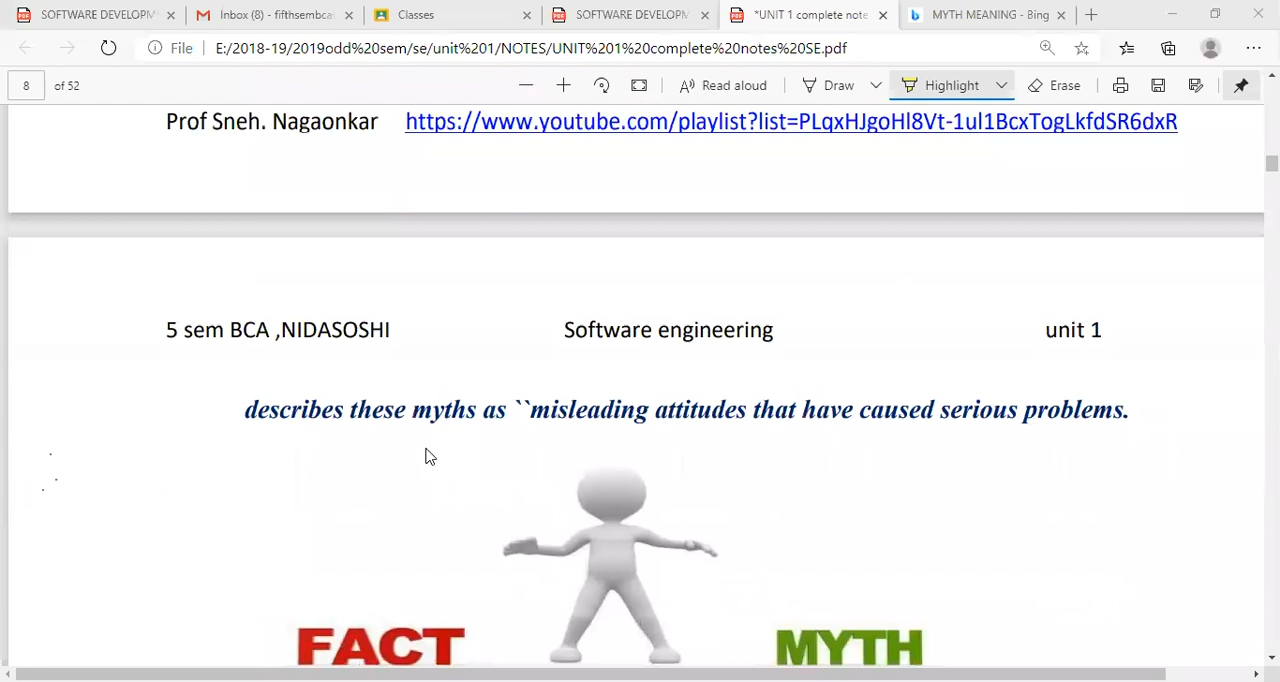 SOFTWARE DEVELOPM
Inbox (8) - fifthsembca
Classes
SOFTWARE DEVELOPM
*UNIT 1 complete note
MYTH MEANING - Bing
File E:/2018-19/2019odd%20sem/se/unit%201/NOTES/UNIT%201%20complete%20notes%20SE.pdf
8 of 52
Read aloud
Draw
Highlight
Erase
Prof Sneh. Nagaonkar https://www.youtube.com/playlist?list=PLqxHJgoHl8Vt-1ul1BcxTogLkfdSR6dxR
5 sem BCA ,NIDASOSHI Software engineering unit 1
describes these myths as ``misleading attitudes that have caused serious problems.
FACT MYTH